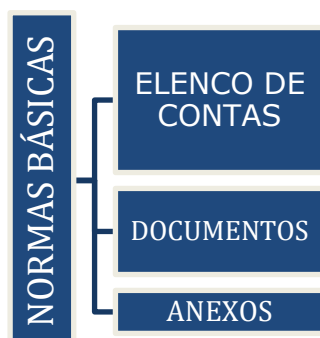 NORMAS BÁSICAS
ELENCO DE
CONTAS
DOCUMENTOS
ANEXOS